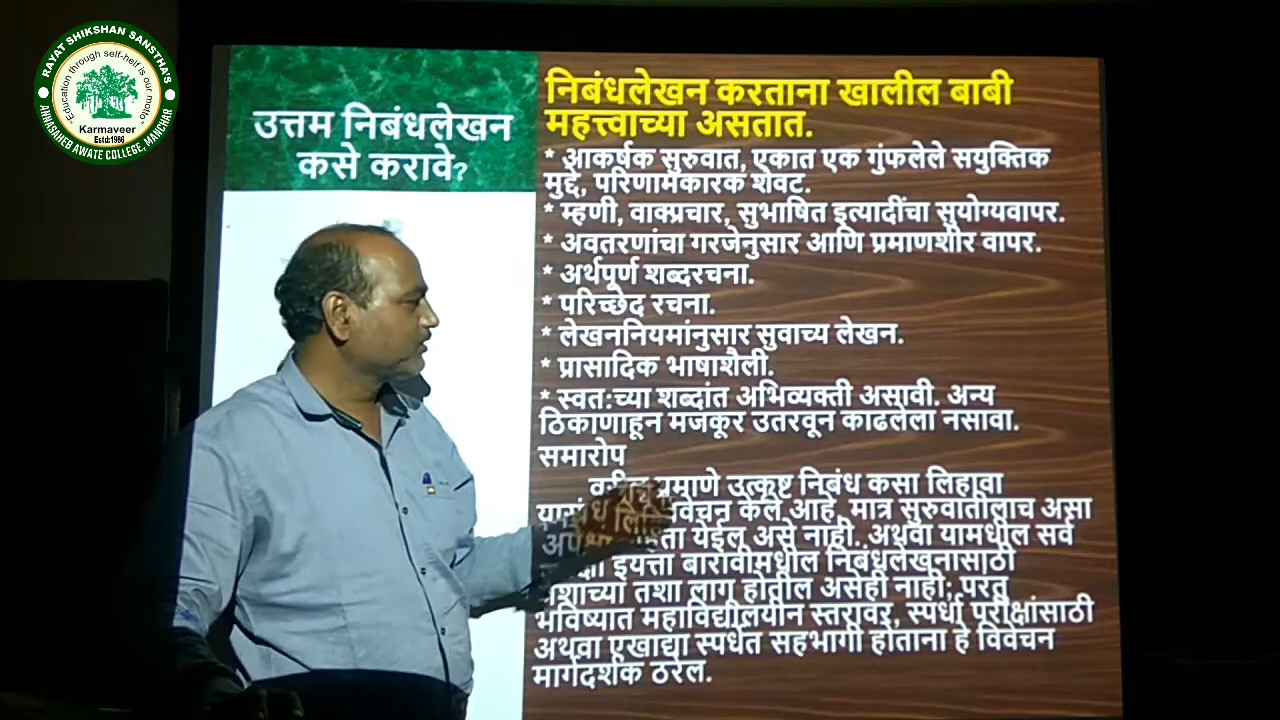 RAYAT SHIKSHAN SANSTHA'S
"Education through self-help is our motto"
Karmaveer
Estd:1986
ANNASAHEB AWATE COLLEGE, MANCHAR
उत्तम निबंधलेखन
कसे करावे?
निबंधलेखन करताना खालील बाबी
महत्त्वाच्या असतात.
* आकर्षक सुरुवात, एकात एक गुंफलेले सयुक्तिक
मुद्दे, परिणामकारक शेवट.
* म्हणी, वाक्प्रचार, सुभाषित इत्यादींचा सुयोग्यवापर.
* अवतरणांचा गरजेनुसार आणि प्रमाणशीर वापर.
* अर्थपूर्ण शब्दरचना.
* परिच्छेद रचना.
* लेखननियमांनुसार सुवाच्य लेखन.
* प्रासादिक भाषाशैली.
* स्वत:च्या शब्दांत अभिव्यक्ती असावी. अन्य
ठिकाणाहून मजकूर उतरवून काढलेला नसावा.
समारोप
उत्कृष्ट निबंध कसा लिहावा
केले आहे. मात्र सुरुवातीलाच असा
येईल असे नाही. अथवा यामधील सर्व
इयत्ता बारावीमधील निबंधलेखनासाठी
तशा लागू होतील असेही नाही; परंतु
भविष्यात महाविद्यालयीन स्तरावर, स्पर्धा परीक्षांसाठी
अथवा एखाद्या स्पर्धेत सहभागी होताना हे विवेचन
मार्गदर्शक ठरेल.